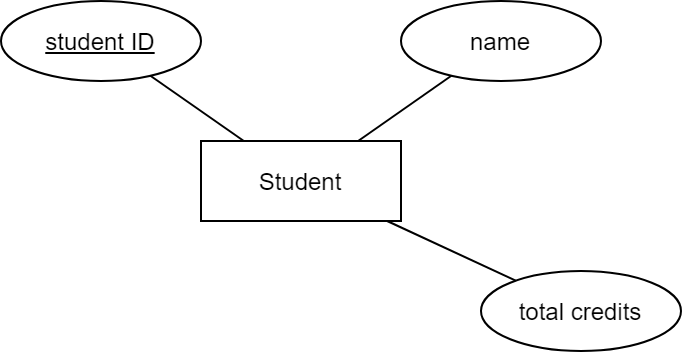 student ID
name
Student
total credits